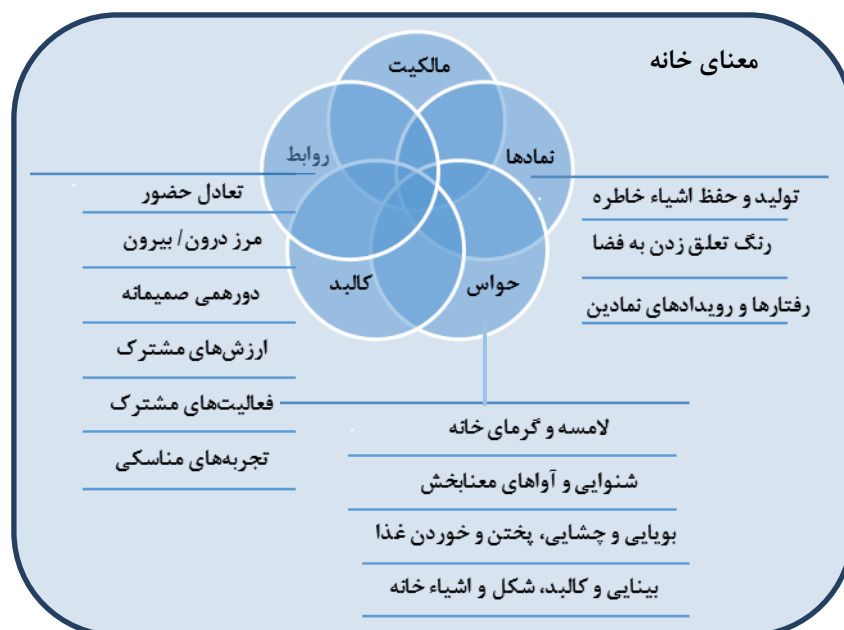 معنای خانه
مالکیت
نمادها
روابط
حواس
کالبد
تولید و حفظ اشیاء خاطره
رنگ تعلق زدن به فضا
رفتارها و رویدادهای نمادین
تعادل حضور
مرز درون/ بیرون
دورهمی صمیمانه
ارزش‌های مشترک
فعالیت‌های مشترک
تجربه‌های مناسکی
لامسه و گرمای خانه
شنوایی و آواهای معنابخش
بویایی و چشایی، پختن و خوردن غذا
بینایی و کالبد، شکل و اشیاء خانه